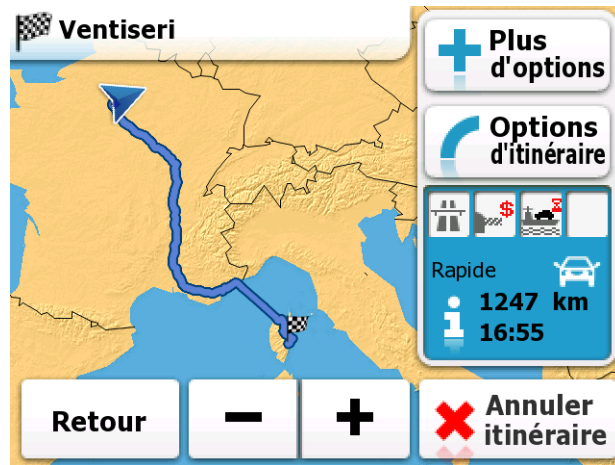 Ventiseri
Plus
d'options
Options
d'itinéraire
$
Rapide
1247 km
16:55
Retour
Annuler
itinéraire